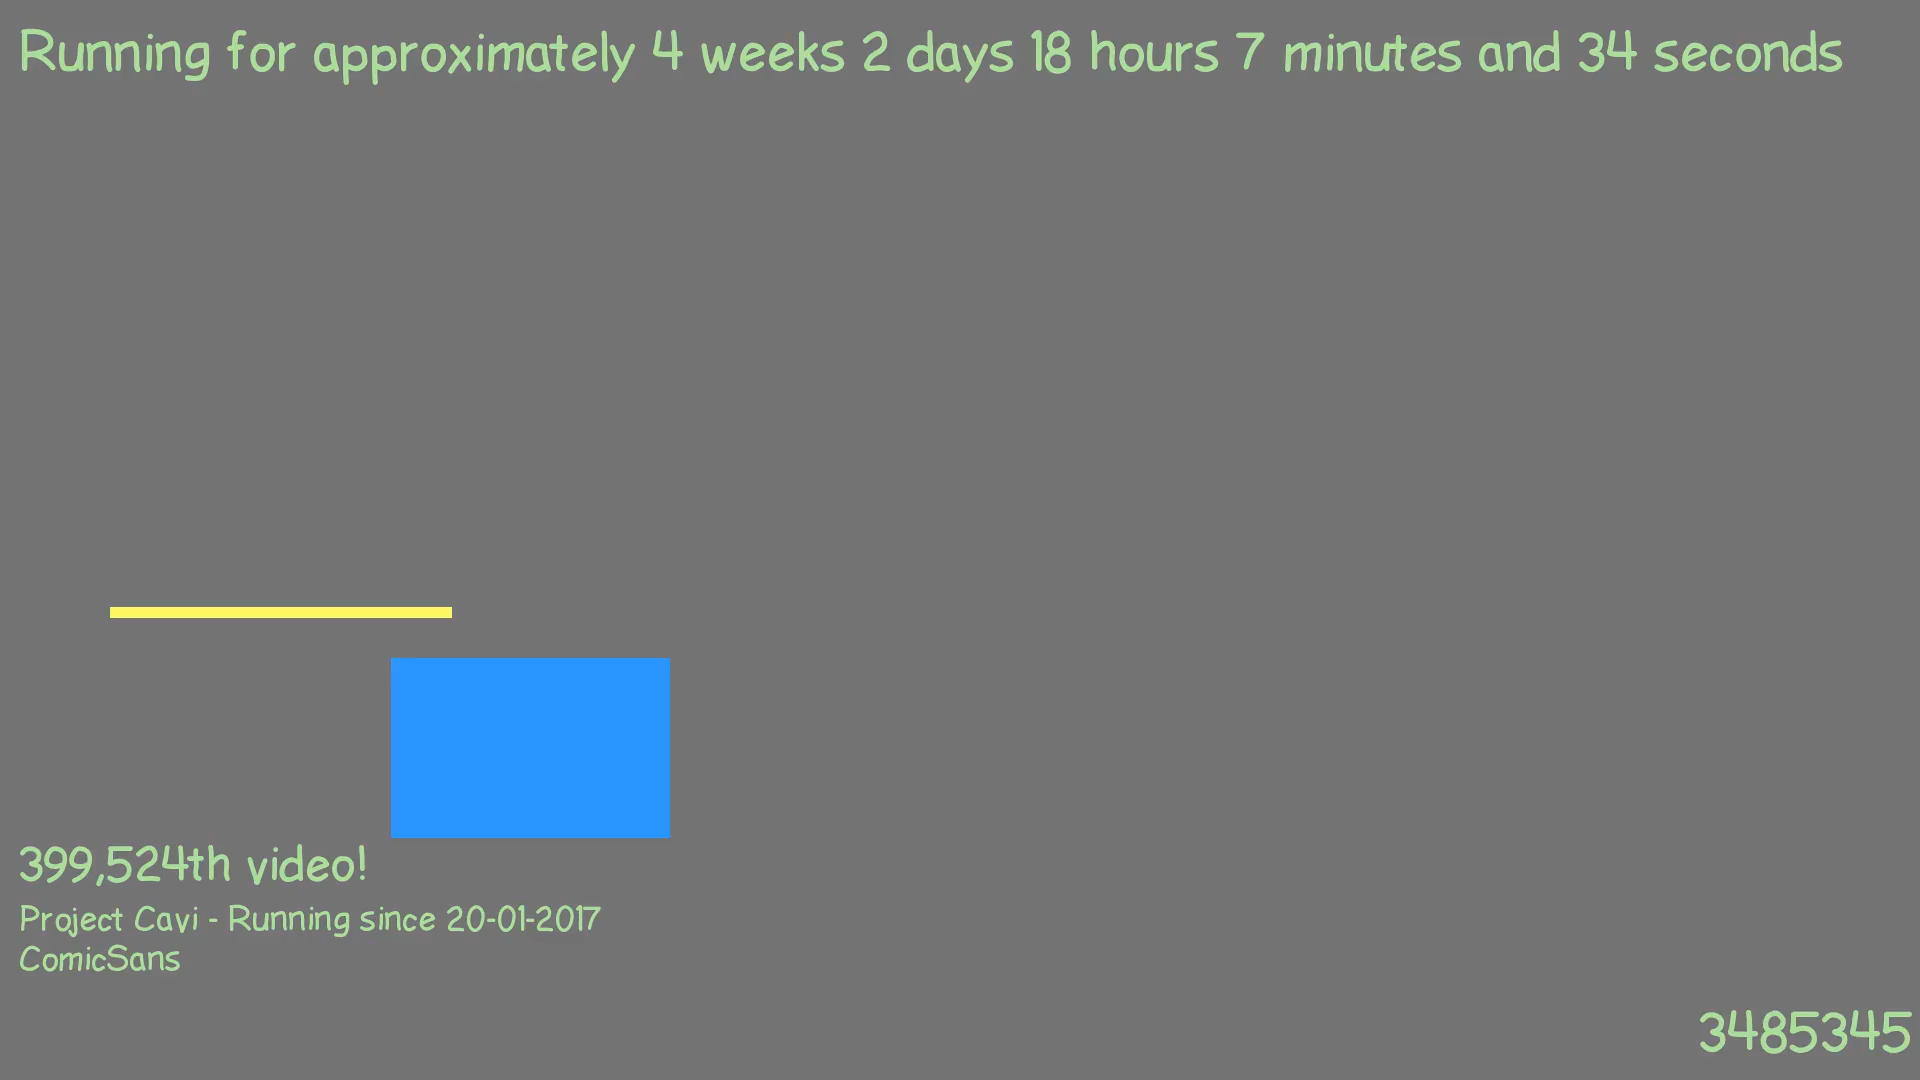 Running for approximately 4 weeks 2 days 18 hours 7 minutes and 34 seconds
399,524th video!
Project Cavi - Running since 20-01-2017
ComicSans
3485345